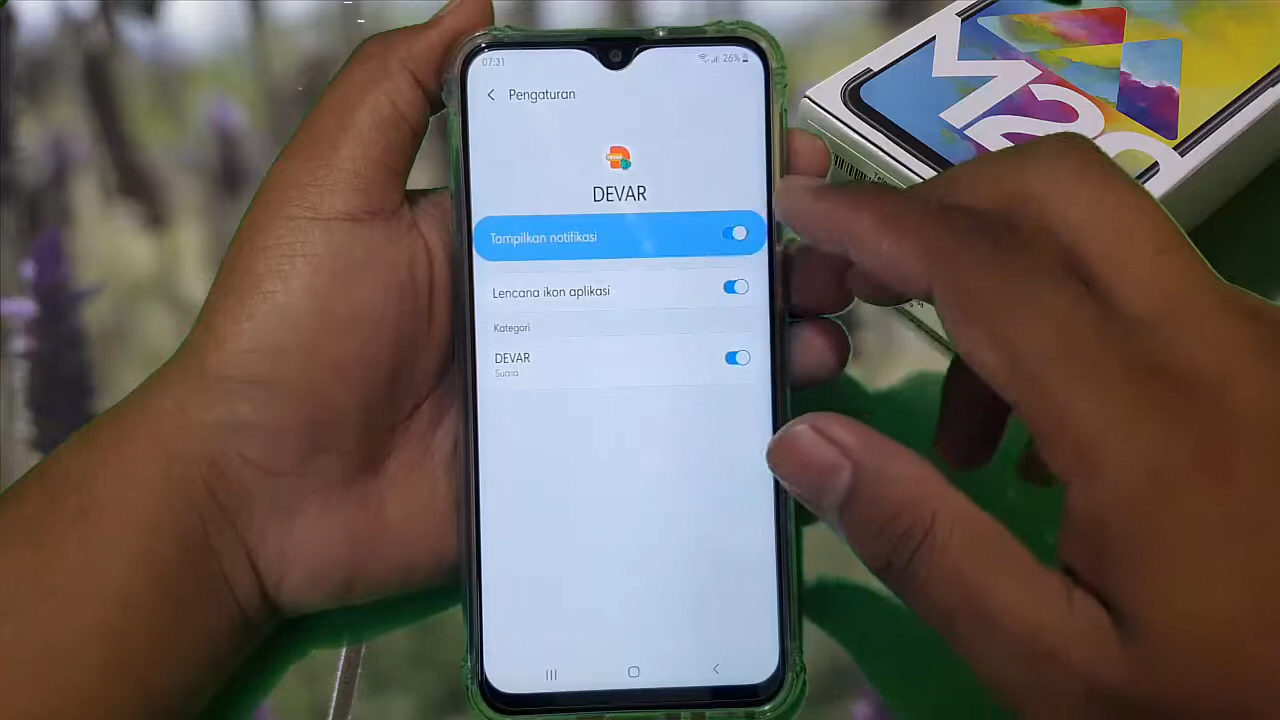 07:31
26%
Pengaturan
DEVAR
Tampilkan notifikasi
Lencana ikon aplikasi
Kategori
DEVAR
Suara
M20